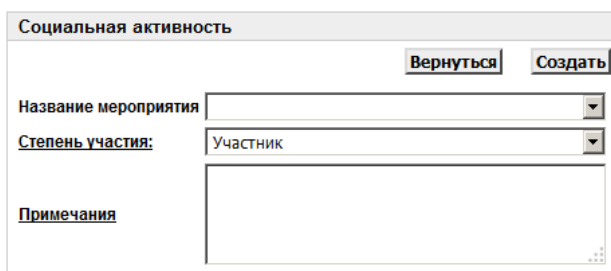 Социальная активность
Вернуться Создать
Название мероприятия
Степень участия: Участник
Примечания